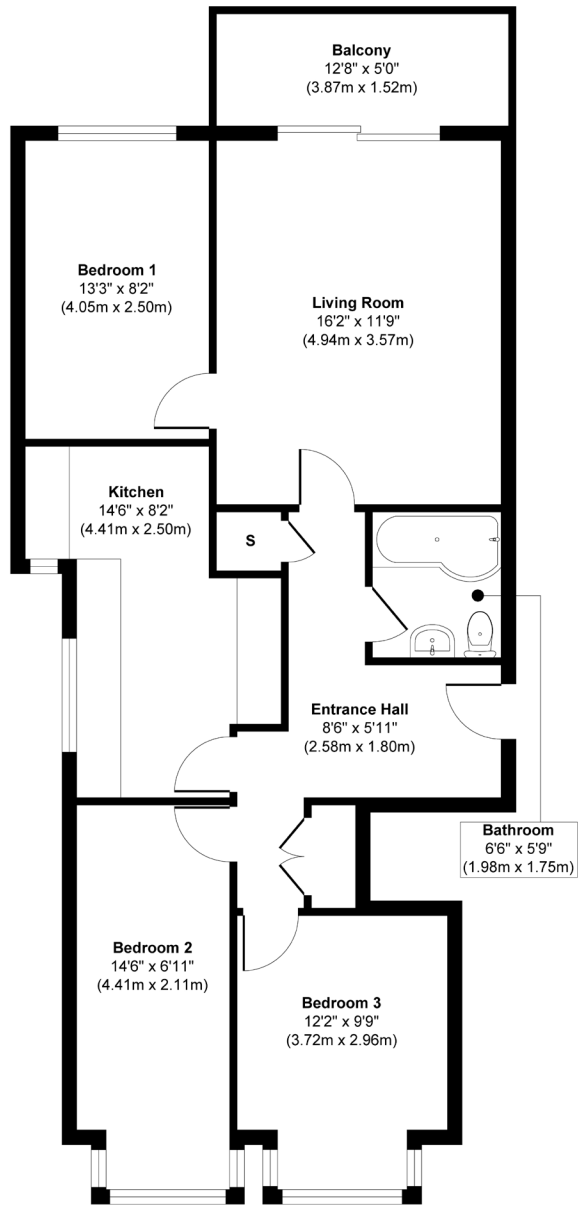 Balcony
12'8" x 5'0"
(3.87m x 1.52m)
Bedroom 1
13'3" x 8'2"
(4.05m x 2.50m)
Living Room
16'2" x 11'9"
(4.94m x 3.57m)
Kitchen
14'6" x 8'2"
(4.41m x 2.50m)
S
Entrance Hall
8'6" x 5'11"
(2.58m x 1.80m)
Bathroom
6'6" x 5'9"
(1.98m x 1.75m)
Bedroom 2
14'6" x 6'11"
(4.41m x 2.11m)
Bedroom 3
12'2" x 9'9"
(3.72m x 2.96m)